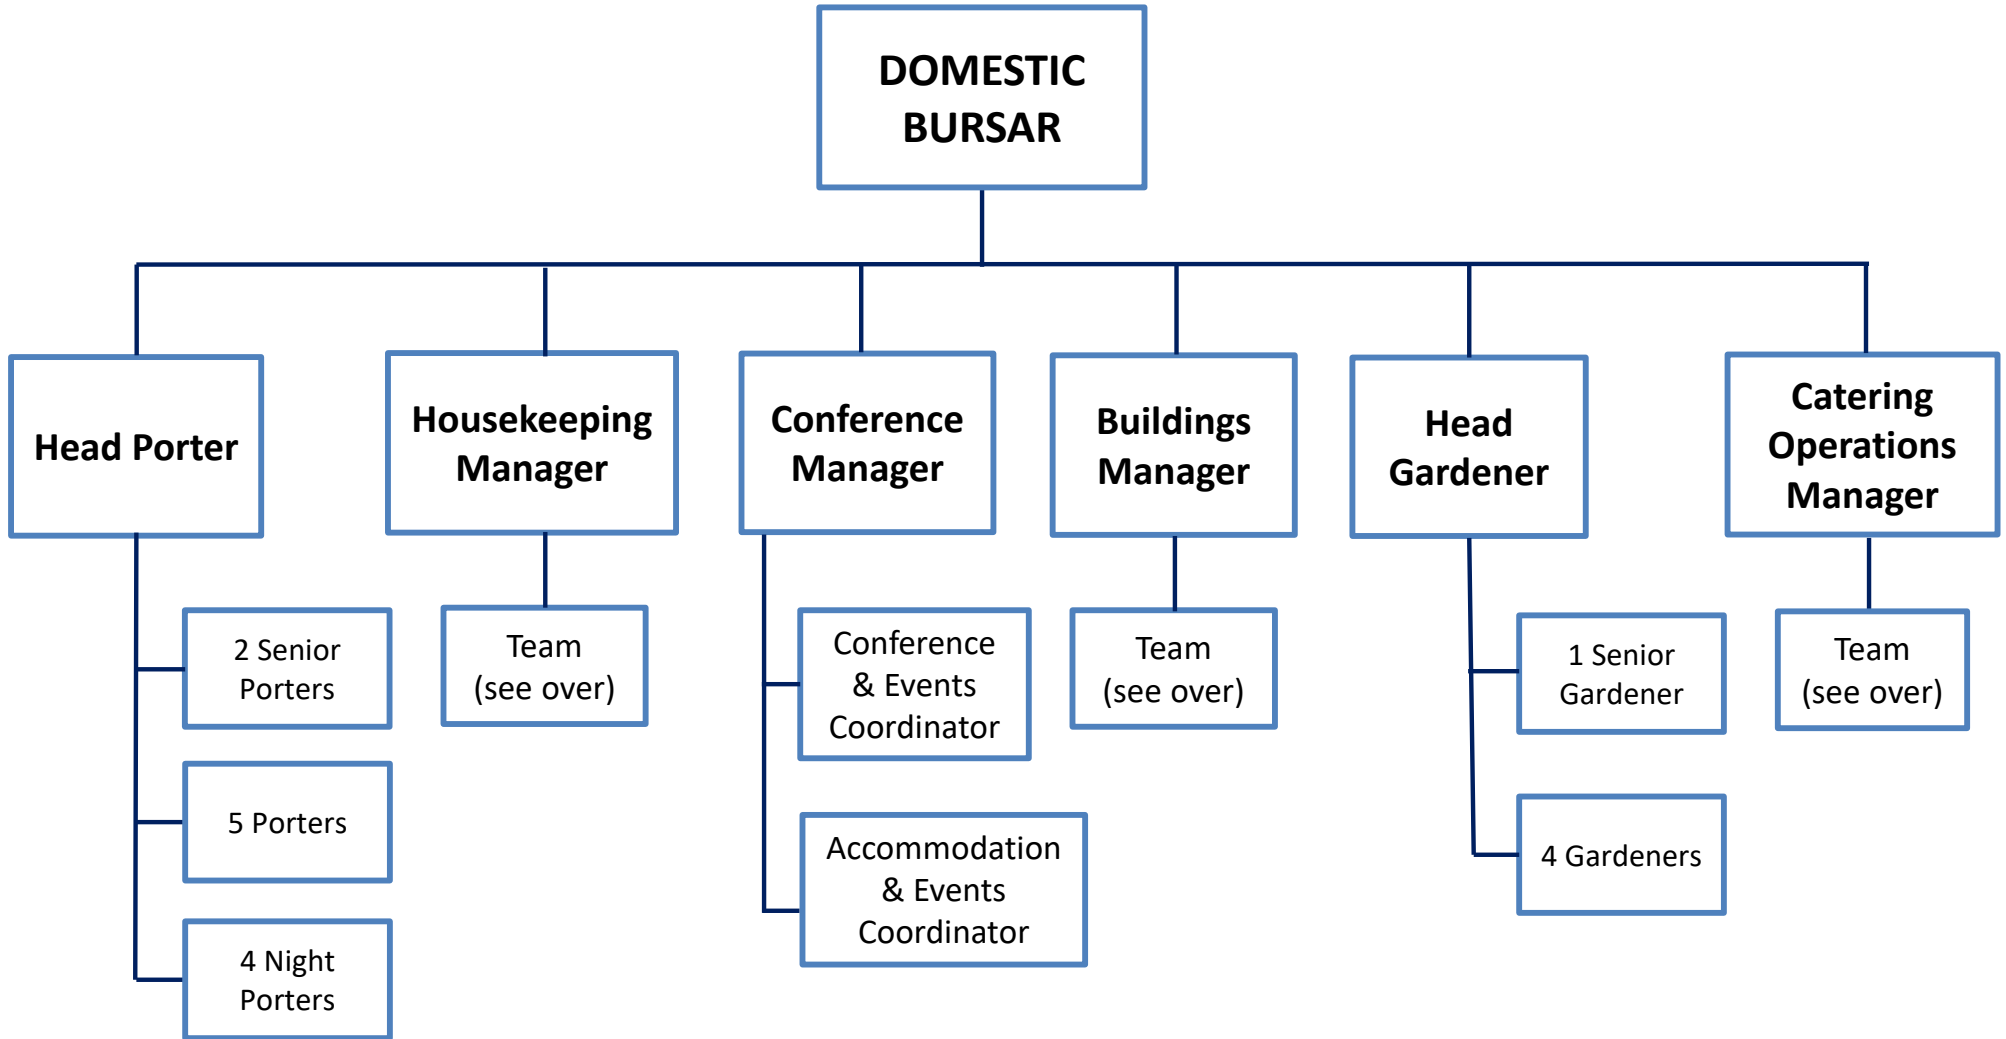 DOMESTIC
BURSAR
Head Porter
Housekeeping
Manager
Conference
Manager
Buildings
Manager
Head
Gardener
Catering
Operations
Manager
2 Senior
Porters
5 Porters
4 Night
Porters
Team
(see over)
Conference
& Events
Coordinator
Accommodation
& Events
Coordinator
Team
(see over)
1 Senior
Gardener
4 Gardeners
Team
(see over)